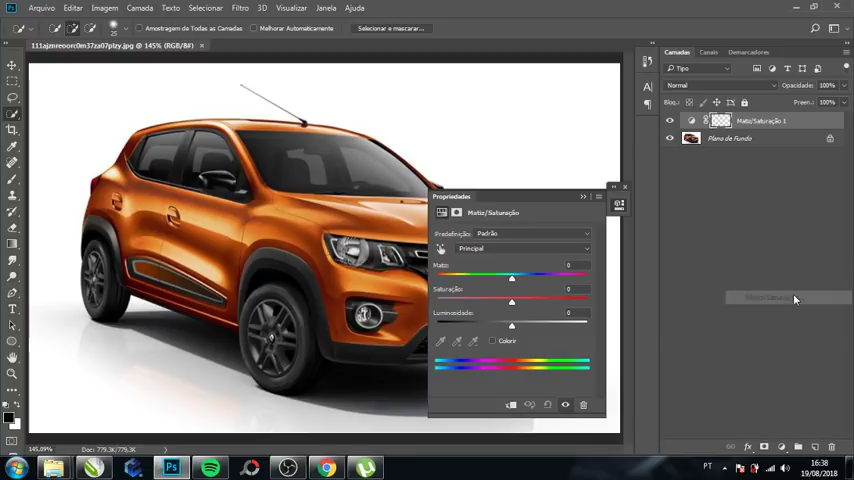 Arquivo Editar Imagem Camada Texto Selecionar Filtro 3D Visualizar Janela Ajuda
25 Amostragem de Todas as Camadas Melhorar Automaticamente Selecionar e mascarar...
111ajznreoorc0m37za07plzy.jpg @ 145% (RGB/8#) ×
Camadas Canais Demarcadores
Tipo
Normal Opacidade: 100%
Bloq.: Preen.: 100%
Matiz/Saturação 1
Plano de Fundo
Propriedades
Matiz/Saturação
Predefinição: Padrão
Principal
Matiz: 0
Saturação: 0
Luminosidade: 0
Colorir
145,09% Doc: 779,3K/779,3K
PT 16:38
19/08/2018